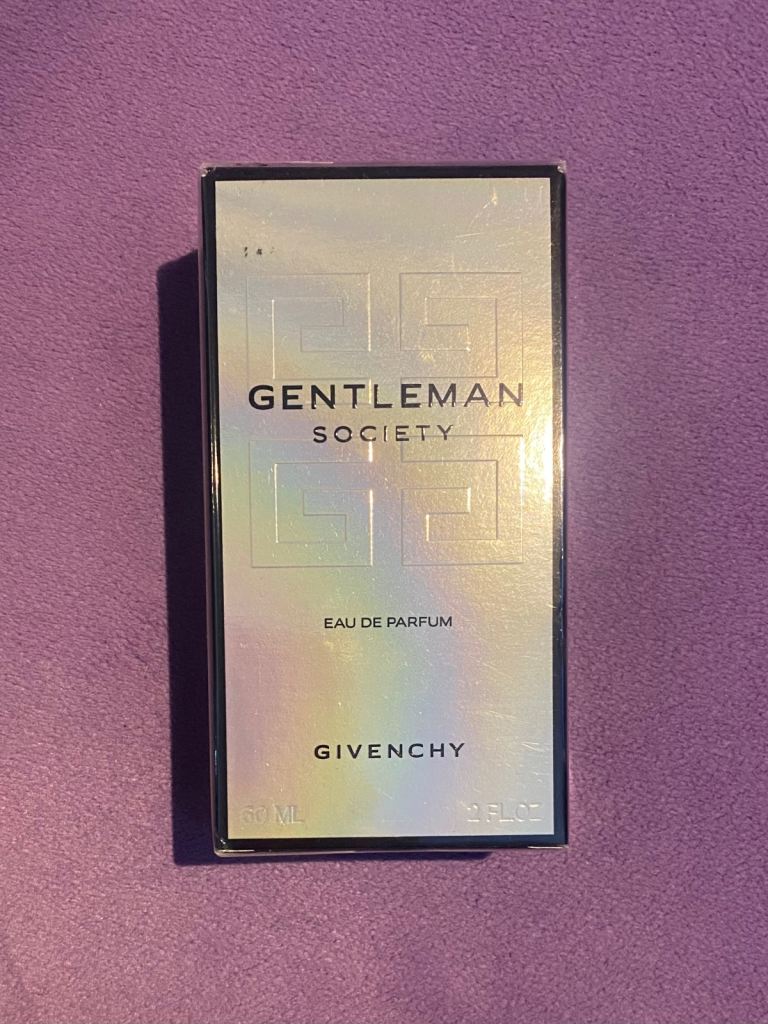 GENTLEMAN
SOCIETY
EAU DE PARFUM
GIVENCHY
60 ML 2 FL.OZ